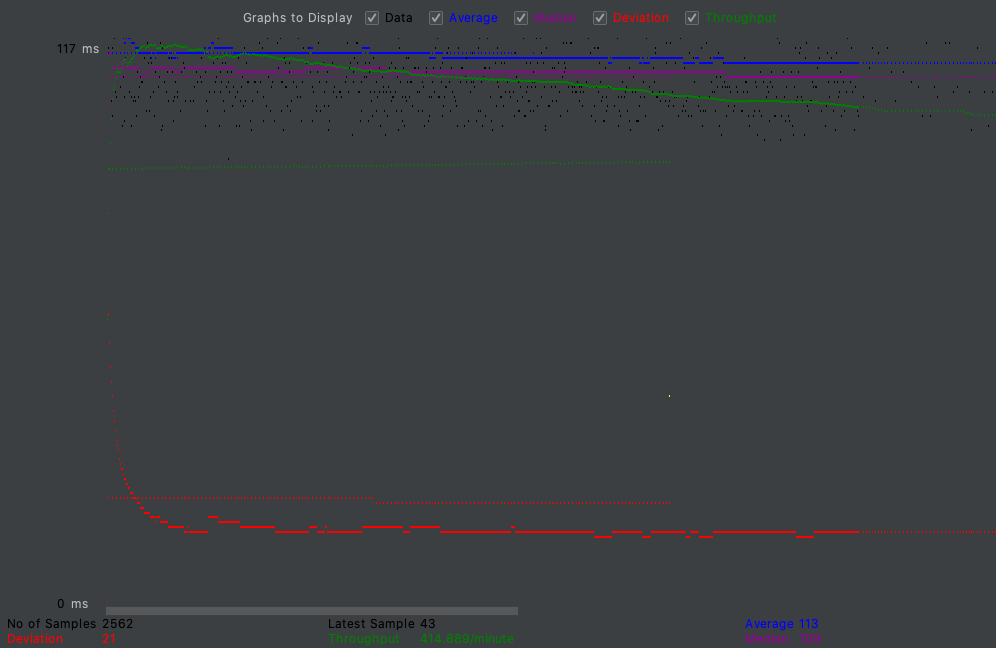 Graphs to Display Data Average Median Deviation Throughput
117 ms
0 ms
No of Samples 2562 Latest Sample 43 Average 113
Deviation 21 Throughput 414.689/minute Median